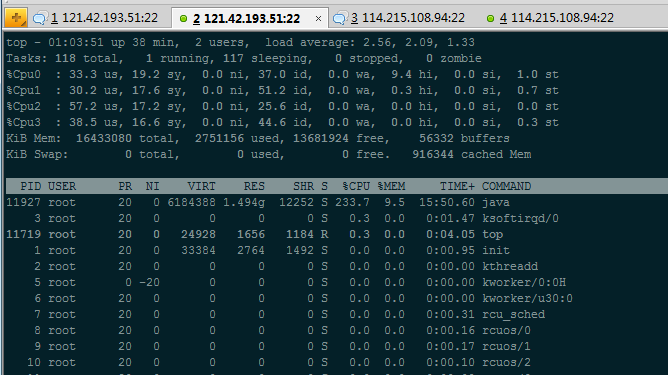 1 121.42.193.51:22 2 121.42.193.51:22 × 3 114.215.108.94:22 4 114.215.108.94:22
top - 01:03:51 up 38 min, 2 users, load average: 2.56, 2.09, 1.33
Tasks: 118 total, 1 running, 117 sleeping, 0 stopped, 0 zombie
%Cpu0 : 33.3 us, 19.2 sy, 0.0 ni, 37.0 id, 0.0 wa, 9.4 hi, 0.0 si, 1.0 st
%Cpu1 : 30.2 us, 17.6 sy, 0.0 ni, 51.2 id, 0.0 wa, 0.3 hi, 0.0 si, 0.7 st
%Cpu2 : 57.2 us, 17.2 sy, 0.0 ni, 25.6 id, 0.0 wa, 0.0 hi, 0.0 si, 0.0 st
%Cpu3 : 38.5 us, 16.6 sy, 0.0 ni, 44.6 id, 0.0 wa, 0.0 hi, 0.0 si, 0.3 st
KiB Mem: 16433080 total, 2751156 used, 13681924 free, 56332 buffers
KiB Swap: 0 total, 0 used, 0 free. 916344 cached Mem
PID USER PR NI VIRT RES SHR S %CPU %MEM TIME+ COMMAND
11927 root 20 0 6184388 1.494g 12252 S 233.7 9.5 15:50.60 java
3 root 20 0 0 0 0 S 0.3 0.0 0:01.47 ksoftirqd/0
11719 root 20 0 24928 1656 1184 R 0.3 0.0 0:04.05 top
1 root 20 0 33384 2764 1492 S 0.0 0.0 0:00.95 init
2 root 20 0 0 0 0 S 0.0 0.0 0:00.00 kthreadd
5 root 0 -20 0 0 0 S 0.0 0.0 0:00.00 kworker/0:0H
6 root 20 0 0 0 0 S 0.0 0.0 0:00.00 kworker/u30:0
7 root 20 0 0 0 0 S 0.0 0.0 0:00.31 rcu_sched
8 root 20 0 0 0 0 S 0.0 0.0 0:00.16 rcuos/0
9 root 20 0 0 0 0 S 0.0 0.0 0:00.17 rcuos/1
10 root 20 0 0 0 0 S 0.0 0.0 0:00.10 rcuos/2